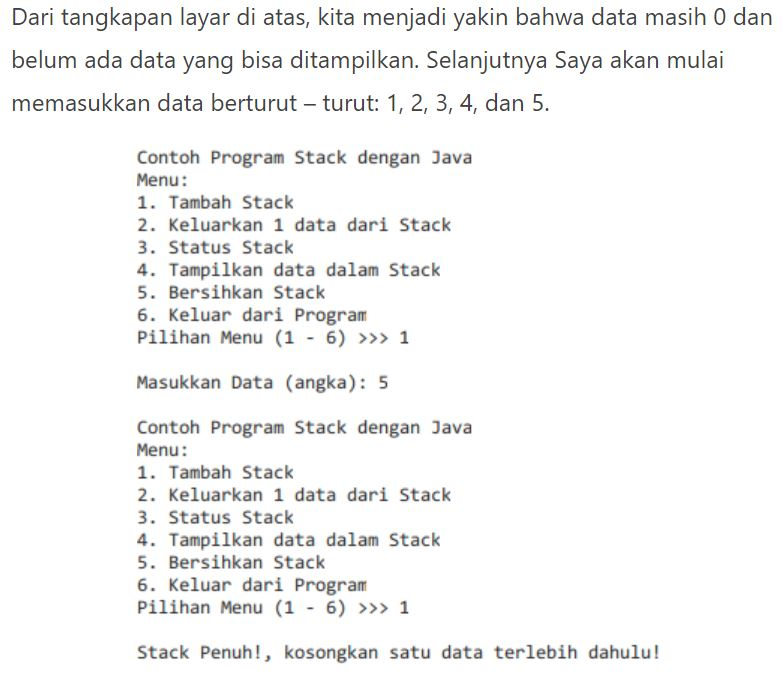 Dari tangkapan layar di atas, kita menjadi yakin bahwa data masih 0 dan
belum ada data yang bisa ditampilkan. Selanjutnya Saya akan mulai
memasukkan data berturut – turut: 1, 2, 3, 4, dan 5.
Contoh Program Stack dengan Java
Menu:
1. Tambah Stack
2. Keluarkan 1 data dari Stack
3. Status Stack
4. Tampilkan data dalam Stack
5. Bersihkan Stack
6. Keluar dari Program
Pilihan Menu (1 - 6) >>> 1
Masukkan Data (angka): 5
Contoh Program Stack dengan Java
Menu:
1. Tambah Stack
2. Keluarkan 1 data dari Stack
3. Status Stack
4. Tampilkan data dalam Stack
5. Bersihkan Stack
6. Keluar dari Program
Pilihan Menu (1 - 6) >>> 1
Stack Penuh!, kosongkan satu data terlebih dahulu!